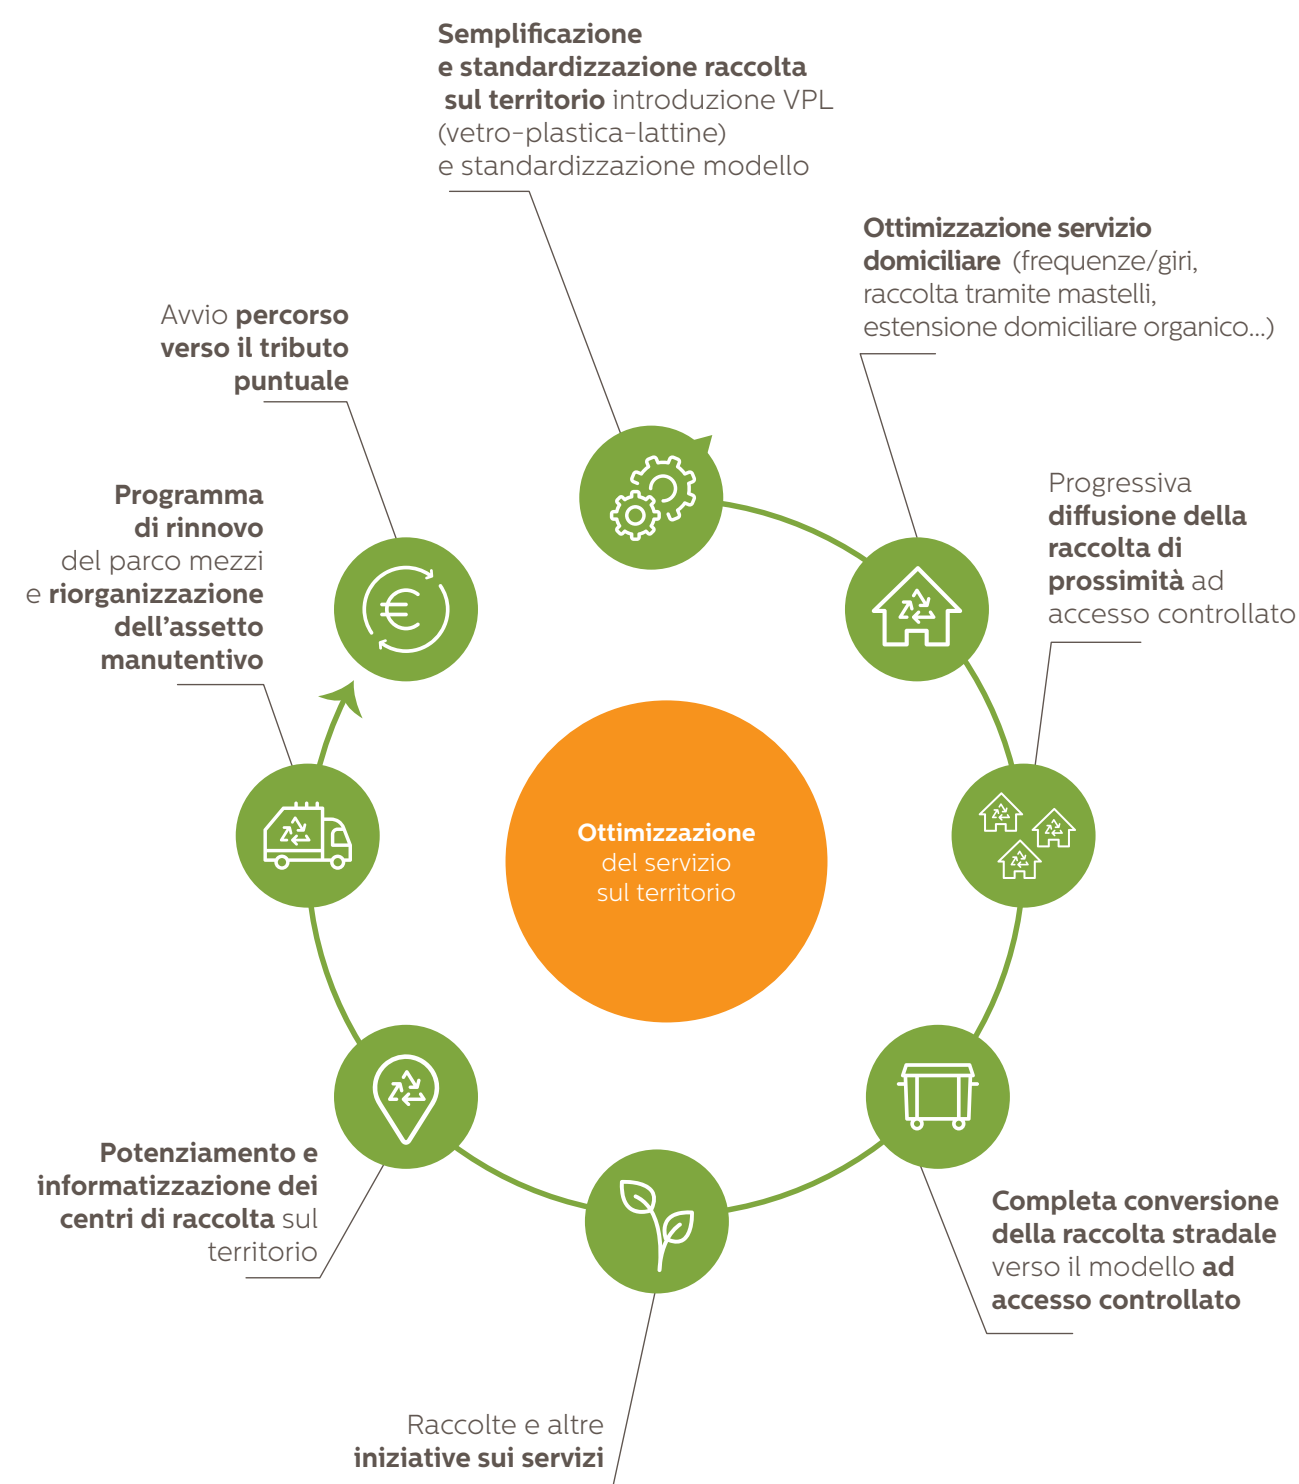 Semplificazione
e standardizzazione raccolta
sul territorio introduzione VPL
(vetro-plastica-lattine)
e standardizzazione modello
Ottimizzazione servizio
domiciliare (frequenze/giri,
raccolta tramite mastelli,
estensione domiciliare organico...)
Progressiva
diffusione della
raccolta di
prossimità ad
accesso controllato
Completa conversione
della raccolta stradale
verso il modello ad
accesso controllato
Raccolte e altre
iniziative sui servizi
Potenziamento e
informatizzazione dei
centri di raccolta sul
territorio
Programma
di rinnovo
del parco mezzi
e riorganizzazione
dell’assetto
manutentivo
Avvio percorso
verso il tributo
puntuale
Ottimizzazione
del servizio
sul territorio